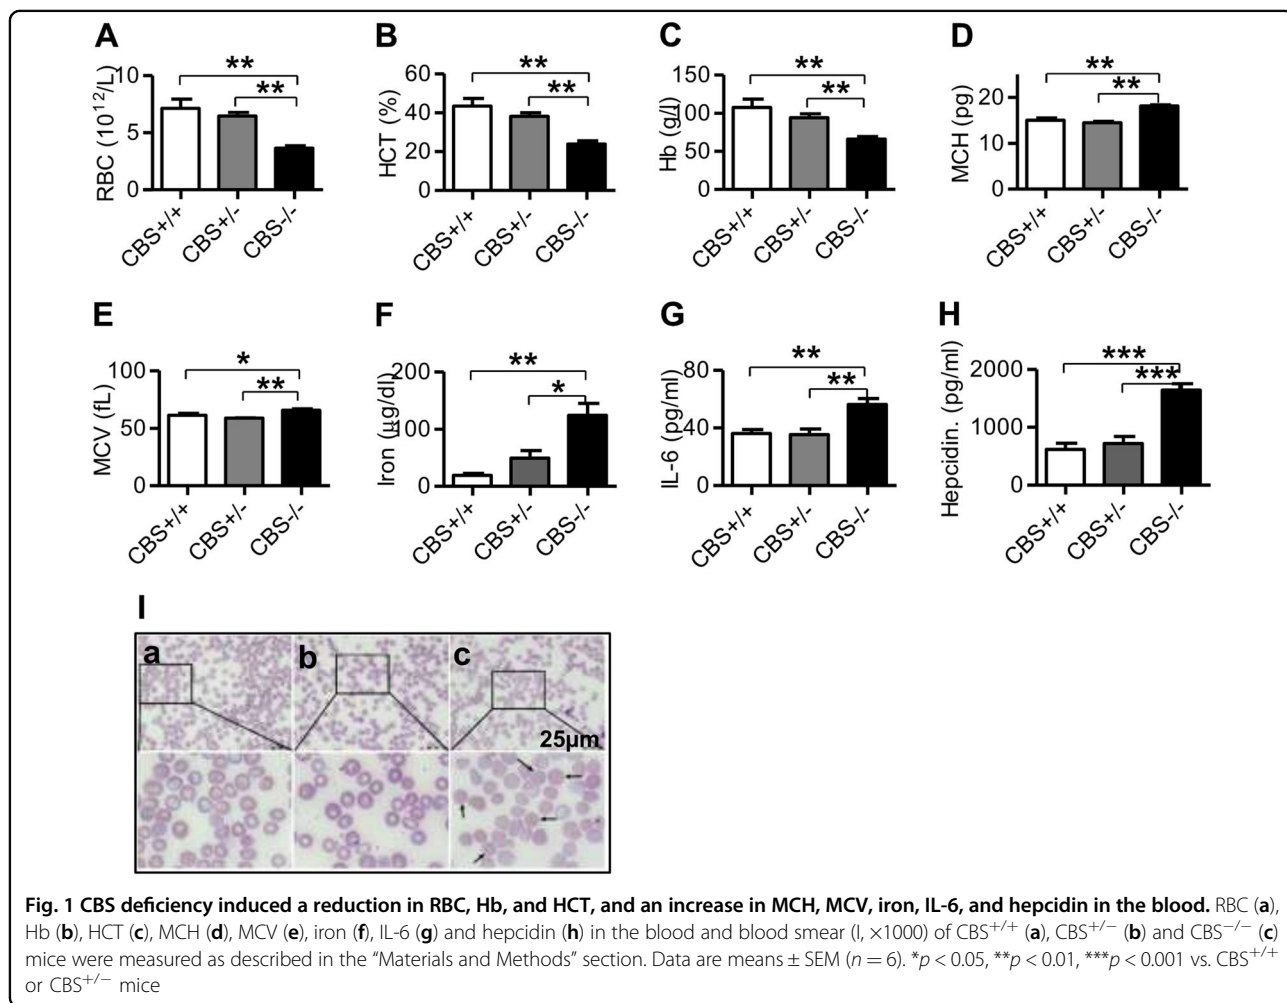 A
B
C
D
RBC (10¹²/L)
10
5
0
**
**
CBS+/+
CBS+/-
CBS-/-
HCT (%)
60
40
20
0
**
**
CBS+/+
CBS+/-
CBS-/-
Hb (g/l)
150
100
50
0
**
**
CBS+/+
CBS+/-
CBS-/-
MCH (pg)
20
10
0
**
**
CBS+/+
CBS+/-
CBS-/-
E
F
G
H
MCV (fL)
100
50
0
*
**
CBS+/+
CBS+/-
CBS-/-
Iron (µg/dl)
200
100
0
**
*
CBS+/+
CBS+/-
CBS-/-
IL-6 (pg/ml)
80
40
0
**
**
CBS+/+
CBS+/-
CBS-/-
Hepcidin. (pg/ml)
2000
1000
0
***
***
CBS+/+
CBS+/-
CBS-/-
I
a
b
c
25µm
Fig. 1 CBS deficiency induced a reduction in RBC, Hb, and HCT, and an increase in MCH, MCV, iron, IL-6, and hepcidin in the blood. RBC (a),
Hb (b), HCT (c), MCH (d), MCV (e), iron (f), IL-6 (g) and hepcidin (h) in the blood and blood smear (I, ×1000) of CBS⁺/⁺ (a), CBS⁺/⁻ (b) and CBS⁻/⁻ (c)
mice were measured as described in the “Materials and Methods” section. Data are means ± SEM (n = 6). *p < 0.05, **p < 0.01, ***p < 0.001 vs. CBS⁺/⁺
or CBS⁺/⁻ mice